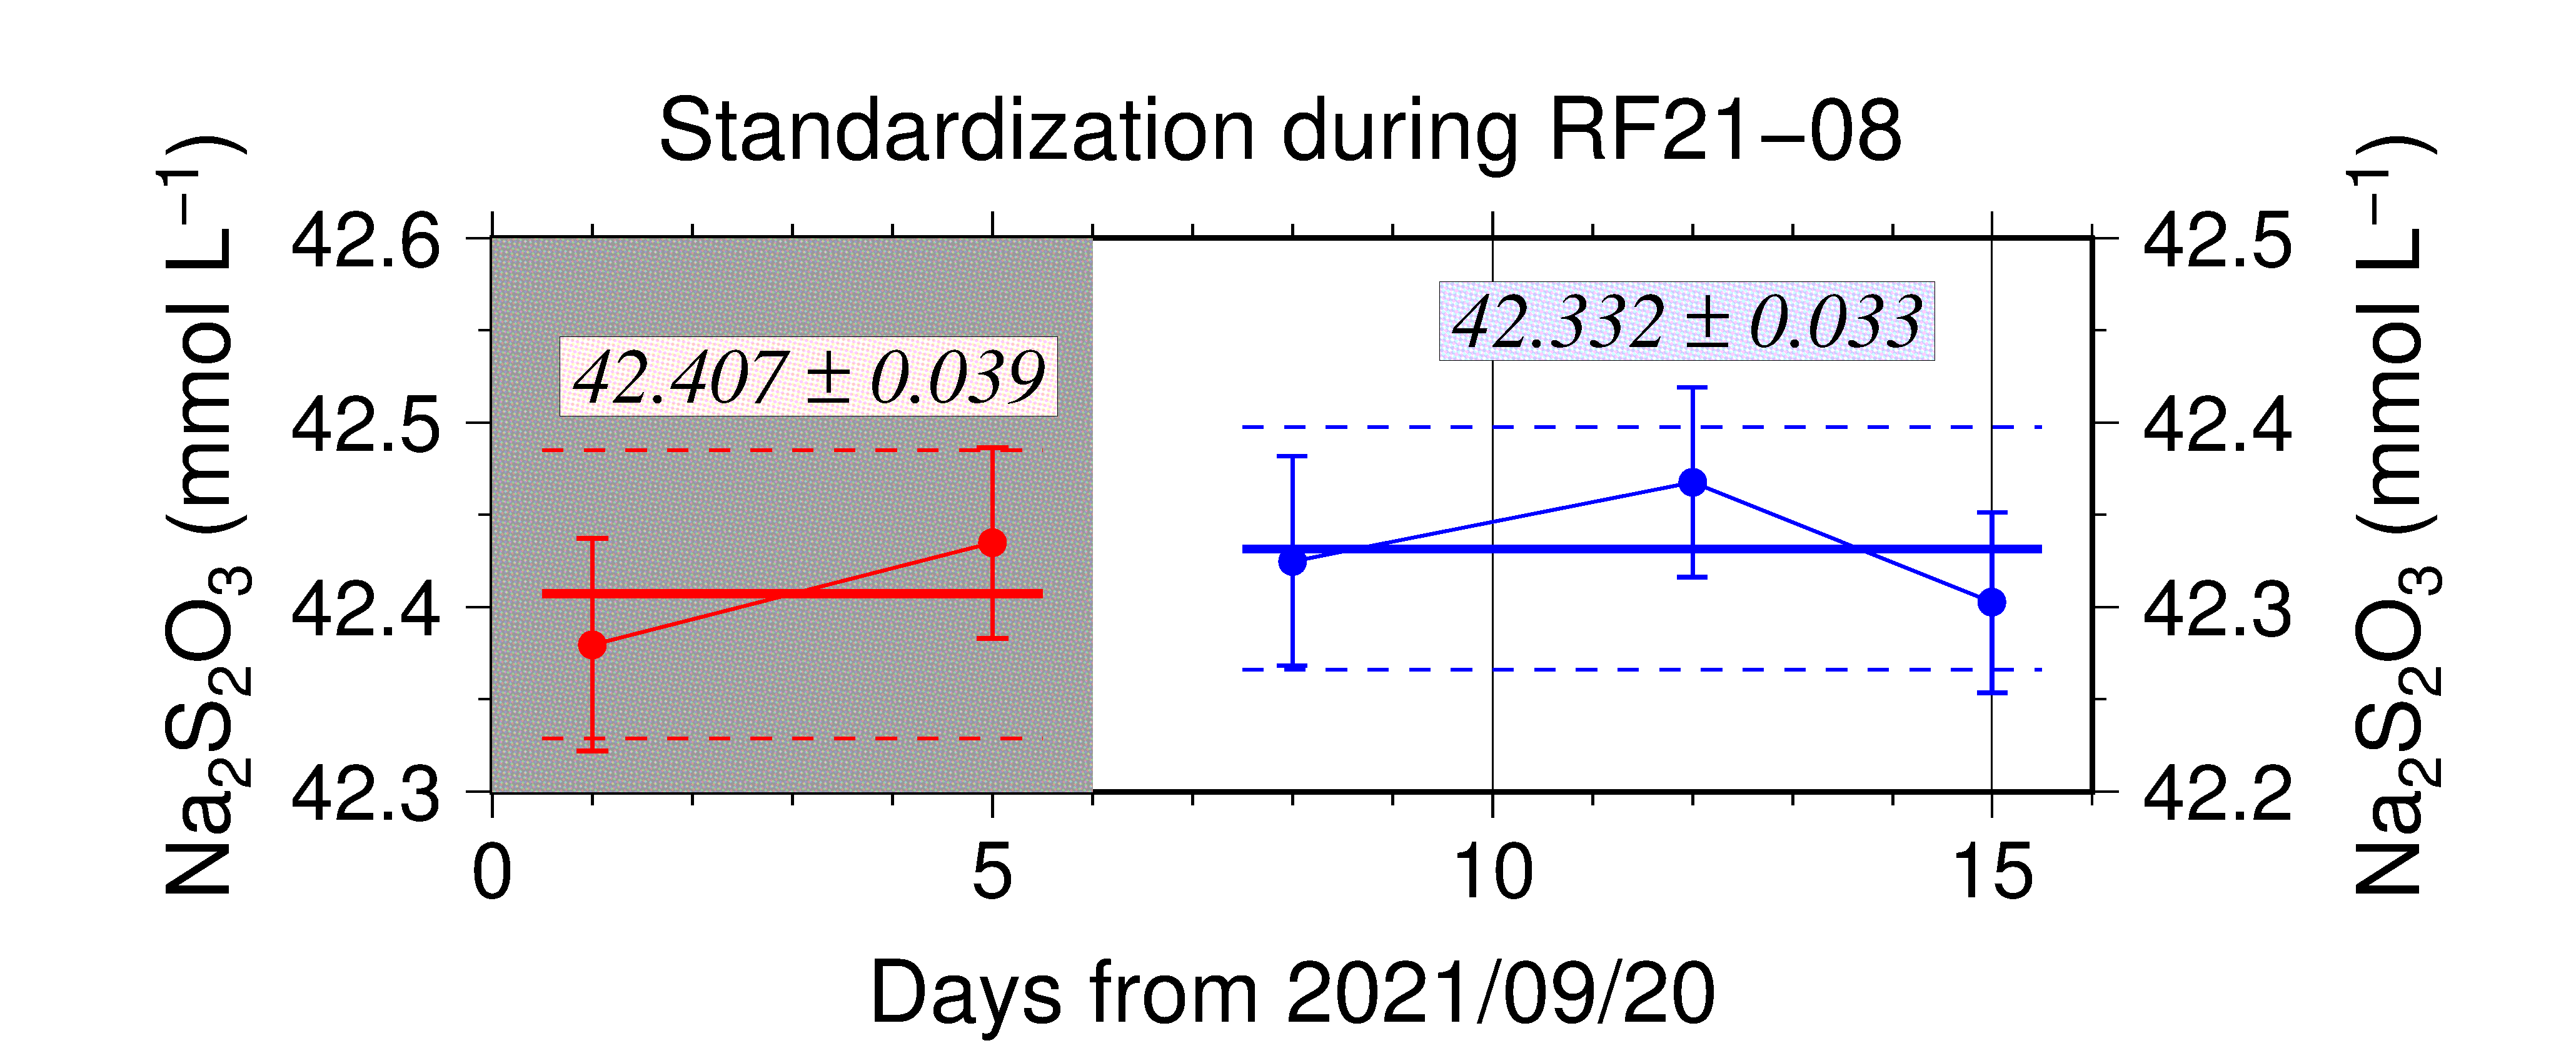 Standardization during RF21−08
Na₂S₂O₃ (mmol L⁻¹)
42.6
42.5
42.4
42.3
42.407 ± 0.039
42.332 ± 0.033
42.5
42.4
42.3
42.2
Na₂S₂O₃ (mmol L⁻¹)
0 5 10 15
Days from 2021/09/20